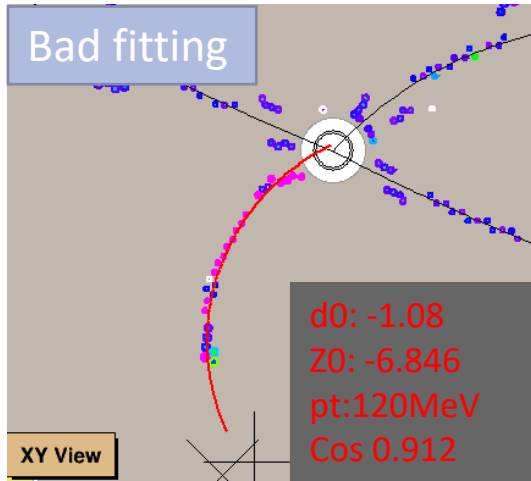 Bad fitting
d0: -1.08
Z0: -6.846
pt:120MeV
Cos 0.912
XY View